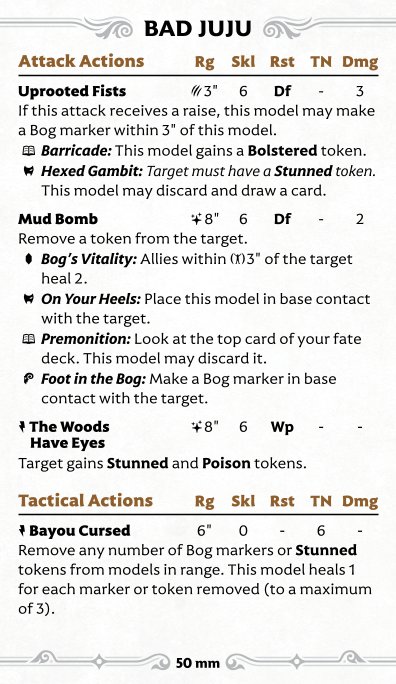 BAD JUJU
Attack Actions Rg Skl Rst TN Dmg
Uprooted Fists 3" 6 Df - 3
If this attack receives a raise, this model may make
a Bog marker within 3" of this model.
Barricade: This model gains a Bolstered token.
Hexed Gambit: Target must have a Stunned token.
This model may discard and draw a card.
Mud Bomb 8" 6 Df - 2
Remove a token from the target.
Bog's Vitality: Allies within 3" of the target
heal 2.
On Your Heels: Place this model in base contact
with the target.
Premonition: Look at the top card of your fate
deck. This model may discard it.
Foot in the Bog: Make a Bog marker in base
contact with the target.
The Woods 8" 6 Wp - -
Have Eyes
Target gains Stunned and Poison tokens.
Tactical Actions Rg Skl Rst TN Dmg
Bayou Cursed 6" 0 - 6 -
Remove any number of Bog markers or Stunned
tokens from models in range. This model heals 1
for each marker or token removed (to a maximum
of 3).
50 mm